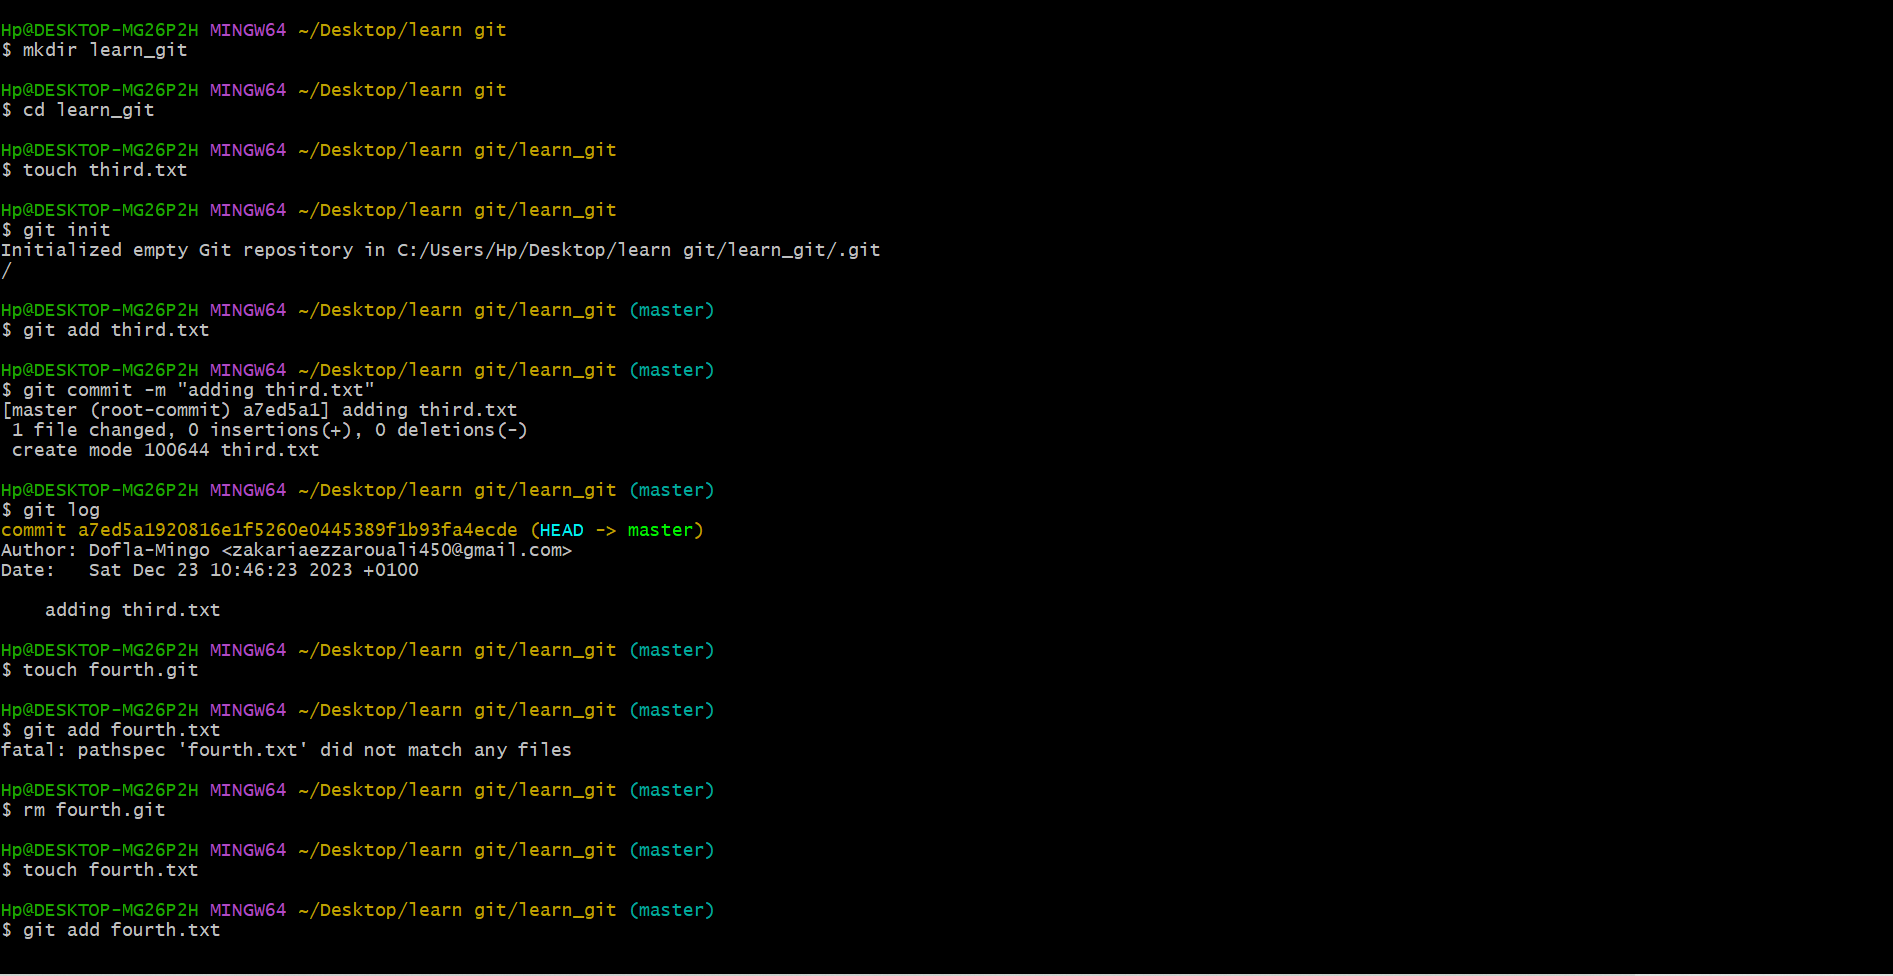 Hp@DESKTOP-MG26P2H MINGW64 ~/Desktop/learn git
$ mkdir learn_git
Hp@DESKTOP-MG26P2H MINGW64 ~/Desktop/learn git
$ cd learn_git
Hp@DESKTOP-MG26P2H MINGW64 ~/Desktop/learn git/learn_git
$ touch third.txt
Hp@DESKTOP-MG26P2H MINGW64 ~/Desktop/learn git/learn_git
$ git init
Initialized empty Git repository in C:/Users/Hp/Desktop/learn git/learn_git/.git
/
Hp@DESKTOP-MG26P2H MINGW64 ~/Desktop/learn git/learn_git (master)
$ git add third.txt
Hp@DESKTOP-MG26P2H MINGW64 ~/Desktop/learn git/learn_git (master)
$ git commit -m "adding third.txt"
[master (root-commit) a7ed5a1] adding third.txt
 1 file changed, 0 insertions(+), 0 deletions(-)
 create mode 100644 third.txt
Hp@DESKTOP-MG26P2H MINGW64 ~/Desktop/learn git/learn_git (master)
$ git log
commit a7ed5a1920816e1f5260e0445389f1b93fa4ecde (HEAD -> master)
Author: Dofla-Mingo <zakariaezzarouali450@gmail.com>
Date:   Sat Dec 23 10:46:23 2023 +0100
    adding third.txt
Hp@DESKTOP-MG26P2H MINGW64 ~/Desktop/learn git/learn_git (master)
$ touch fourth.git
Hp@DESKTOP-MG26P2H MINGW64 ~/Desktop/learn git/learn_git (master)
$ git add fourth.txt
fatal: pathspec 'fourth.txt' did not match any files
Hp@DESKTOP-MG26P2H MINGW64 ~/Desktop/learn git/learn_git (master)
$ rm fourth.git
Hp@DESKTOP-MG26P2H MINGW64 ~/Desktop/learn git/learn_git (master)
$ touch fourth.txt
Hp@DESKTOP-MG26P2H MINGW64 ~/Desktop/learn git/learn_git (master)
$ git add fourth.txt